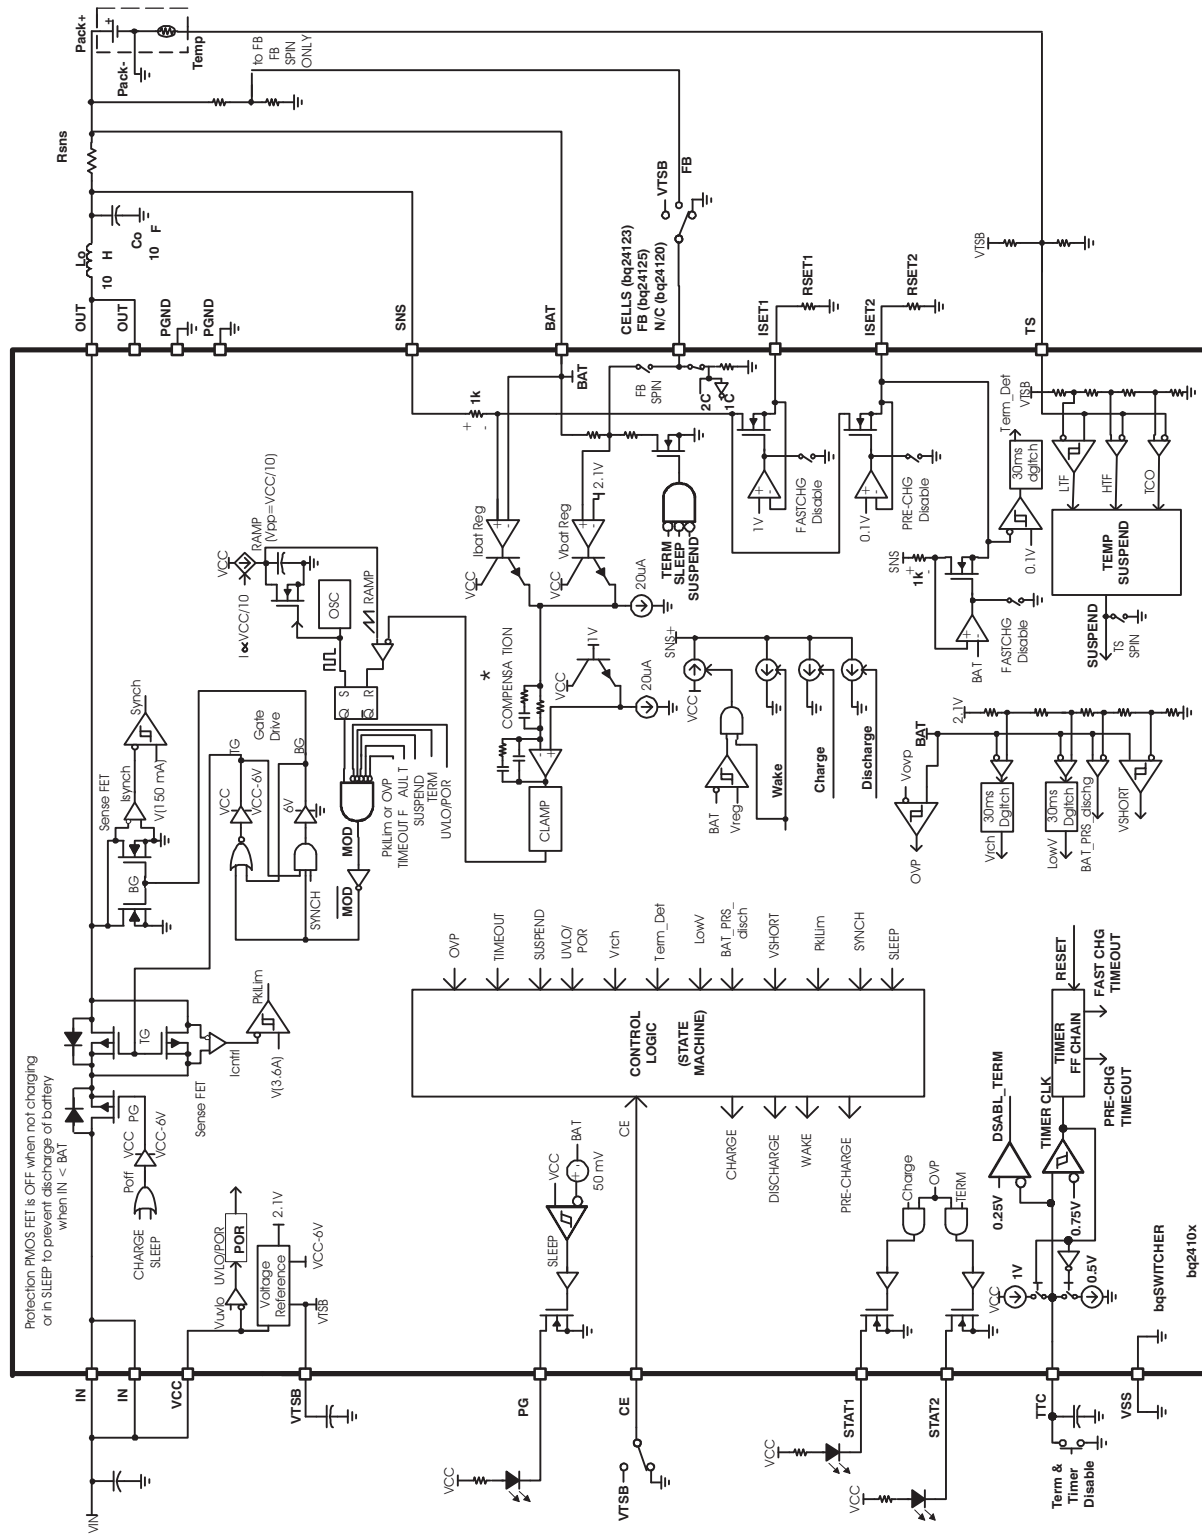 Protection PMOS FET is OFF when not charging
or in SLEEP to prevent discharge of battery
when IN < BAT
VIN
IN
IN
VCC
VTSB
PG
CE
STAT1
STAT2
TTC
VSS
VCC
VTSB
VCC
VCC
Term &
Timer
Disable
CHARGE
SLEEP
Poff
VCC
VCC-6V
PG
Vuvlo
UVLO/POR
POR
Voltage
Reference
2.1V
VCC-6V
VTSB
TG
Sense FET
Icntrl
PkILim
V(3.6A)
BG
Sense FET
Isynch
Synch
V(150 mA)
VCC
VCC-6V
TG
Gate
Drive
6V
BG
SYNCH
MOD
MOD
PkILim or OVP
TIMEOUT
F AUL T
SUSPEND
TERM
UVLO/POR
S
Q
R
Q
I∝VCC/10
VCC
RAMP
(Vpp=VCC/10)
OSC
RAMP
OUT
OUT
PGND
PGND
SNS
BAT
Lo
10 H
Co
10 F
Rsns
Pack+
Pack-
Temp
to FB
FB
SPIN
ONLY
CELLS (bq24123)
FB (bq24125)
N/C (bq24120)
VTSB
FB
ISET1
RSET1
ISET2
RSET2
TS
VTSB
1k
+
-
BAT
FB
SPIN
2C
1C
Ibat Reg
VCC
Vbat Reg
VCC
2.1V
TERM
SLEEP
SUSPEND
20uA
*
COMPENSA TION
CLAMP
VCC
1V
20uA
1V
FASTCHG
Disable
0.1V
PRE-CHG
Disable
SNS+
VCC
BAT
Vreg
Wake
Charge
Discharge
SNS
1k
+
-
BAT
FASTCHG
Disable
0.1V
30ms
dgltch
Term_Det
VTSB
LTF
HTF
TCO
TEMP
SUSPEND
SUSPEND
TS
SPIN
BAT
Vovp
OVP
2.1V
30ms
Dgltch
Vrch
30ms
Dgltch
LowV
BAT_PRS_dischg
VSHORT
OVP
TIMEOUT
SUSPEND
UVLO/
POR
Vrch
Term_Det
LowV
BAT_PRS_
disch
VSHORT
PkILim
SYNCH
SLEEP
CONTROL
LOGIC
(STATE
MACHINE)
CE
CHARGE
DISCHARGE
WAKE
PRE-CHARGE
SLEEP
VCC
BAT
+ -
50 mV
Charge
OVP
TERM
0.25V
DSABL_TERM
TIMER CLK
0.75V
VCC
1V
0.5V
RESET
TIMER
FF CHAIN
FAST CHG
TIMEOUT
PRE-CHG
TIMEOUT
bqSWITCHER
bq2410x